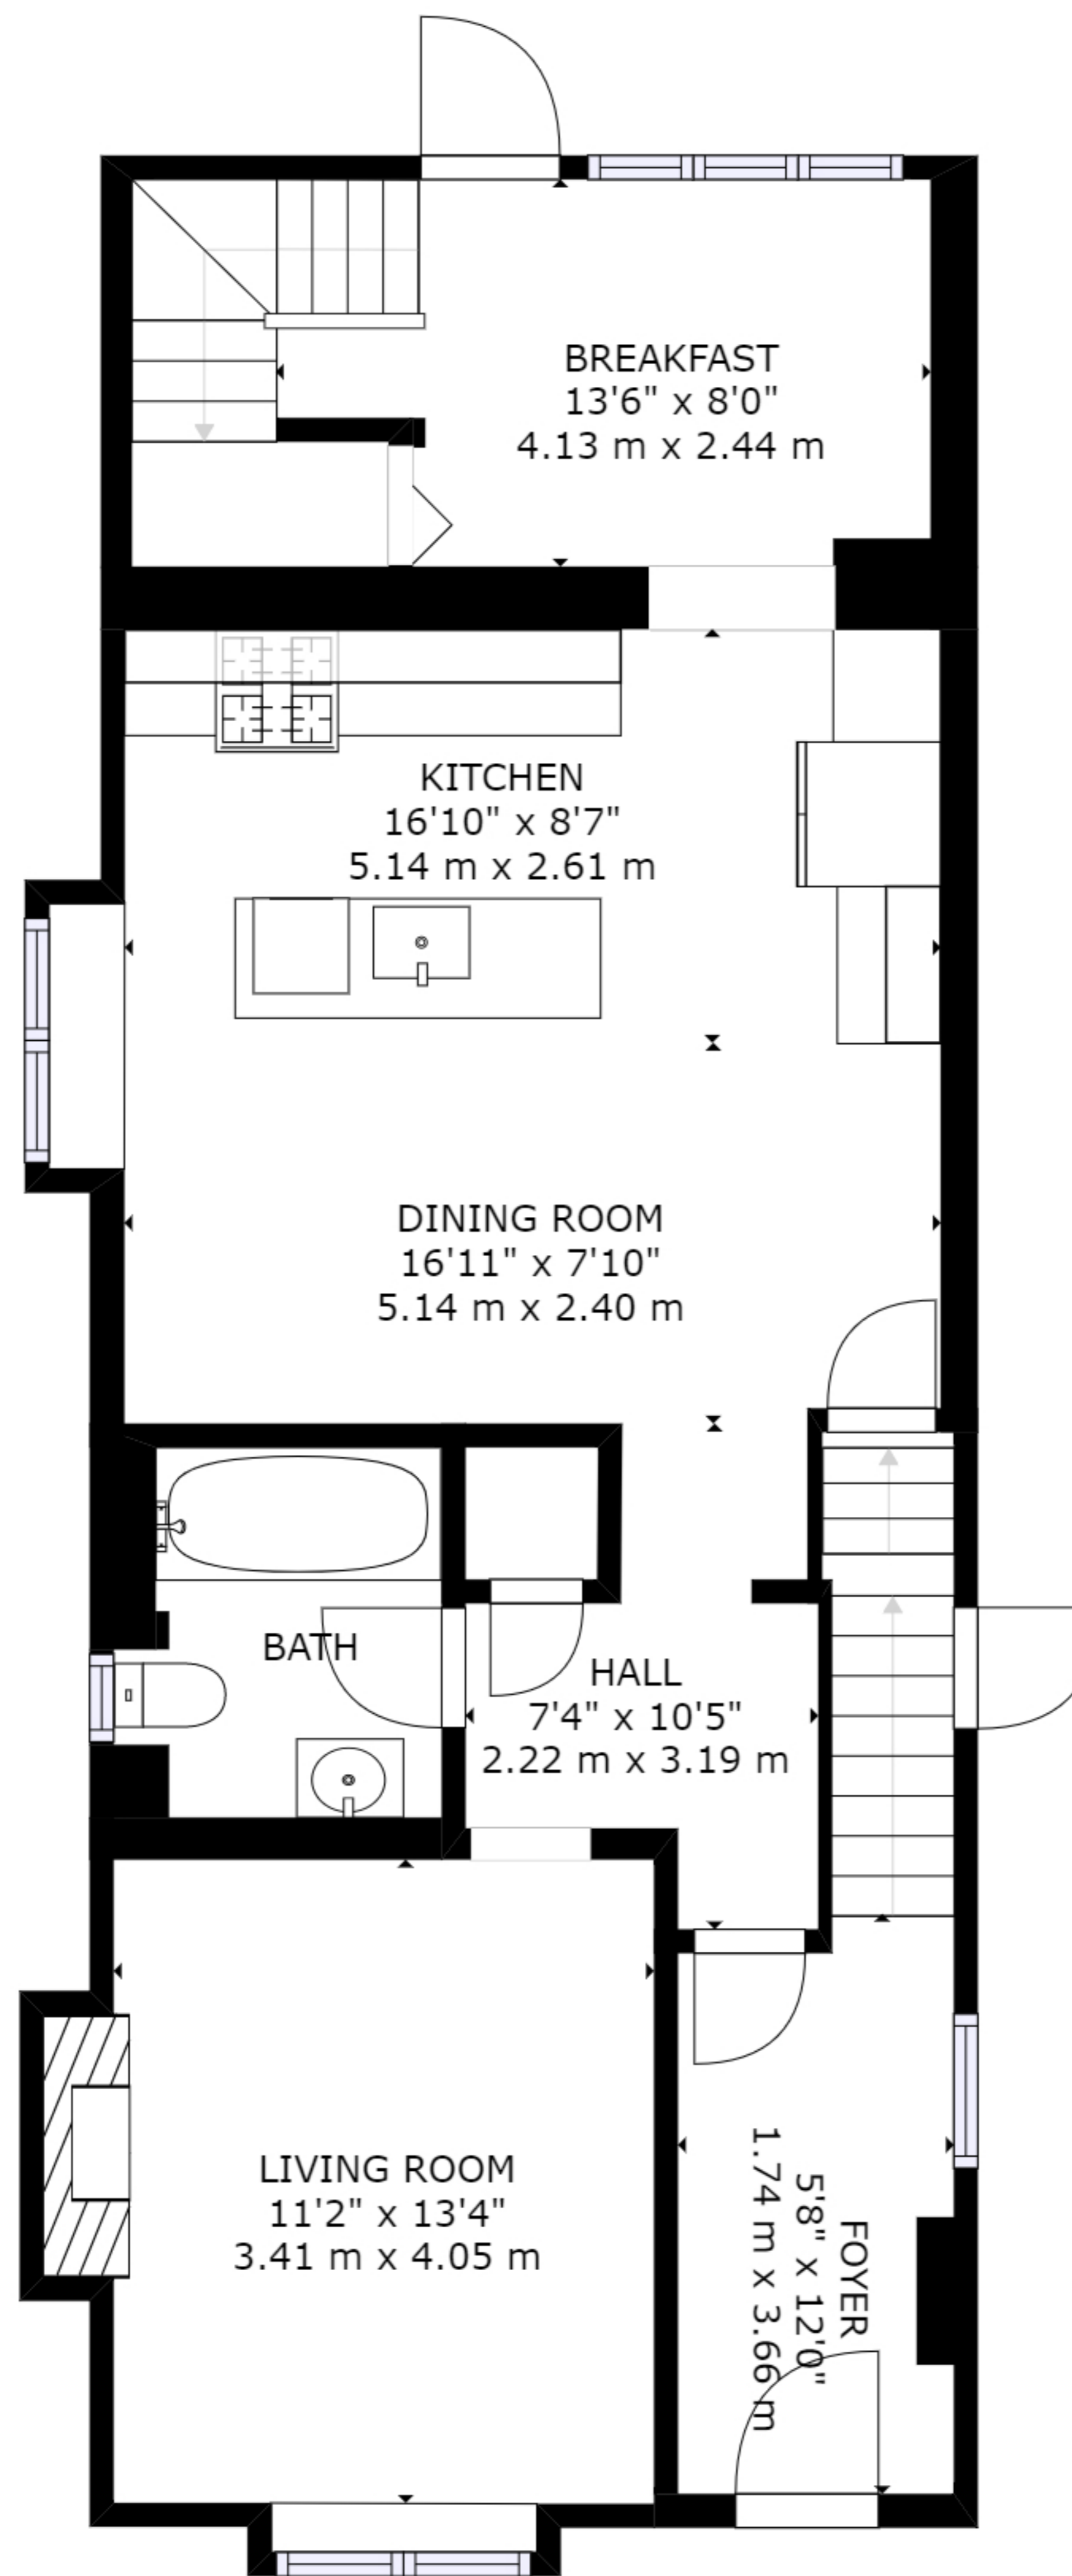 BREAKFAST
13'6" x 8'0"
4.13 m x 2.44 m
KITCHEN
16'10" x 8'7"
5.14 m x 2.61 m
DINING ROOM
16'11" x 7'10"
5.14 m x 2.40 m
BATH
HALL
7'4" x 10'5"
2.22 m x 3.19 m
LIVING ROOM
11'2" x 13'4"
3.41 m x 4.05 m
FOYER
5'8" x 12'0"
1.74 m x 3.66 m